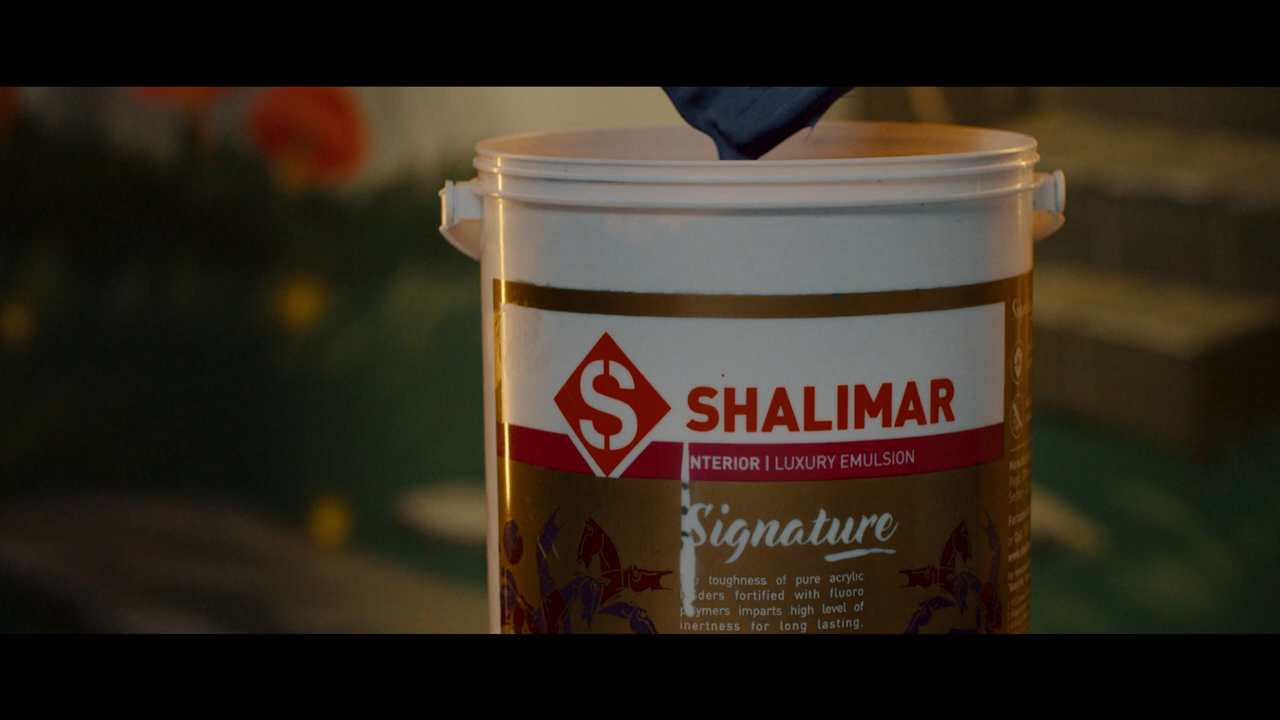 SHALIMAR
NTERIOR | LUXURY EMULSION
Signature
toughness of pure acrylic
ders fortified with fluoro
ymers imparts high level of
inertness for long lasting.